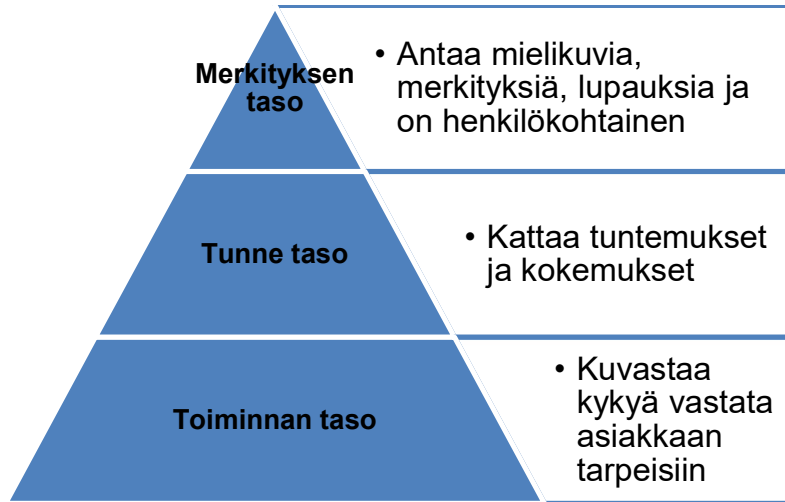 Merkityksen
taso
• Antaa mielikuvia,
merkityksiä, lupauksia ja
on henkilökohtainen
Tunne taso
• Kattaa tuntemukset
ja kokemukset
Toiminnan taso
• Kuvastaa
kykyä vastata
asiakkaan
tarpeisiin